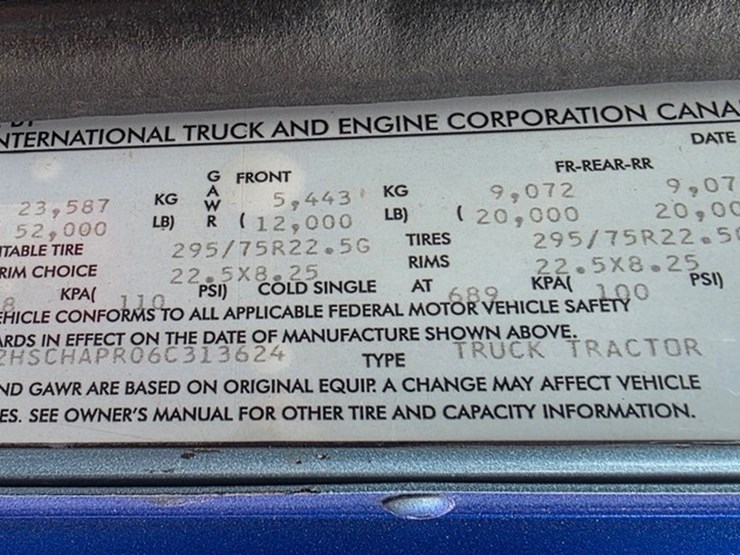 INTERNATIONAL TRUCK AND ENGINE CORPORATION CANA
DATE
G A W R FRONT FR-REAR-RR
23,587 KG 5,443 KG 9,072 9,07
52,000 LB) (12,000 LB) (20,000 20,00
ITABLE TIRE 295/75R22.5G TIRES 295/75R22.5
RIM CHOICE 22.5X8.25 RIMS 22.5X8.25
8 KPA( 110 PSI) COLD SINGLE AT 689 KPA( 100 PSI)
EHICLE CONFORMS TO ALL APPLICABLE FEDERAL MOTOR VEHICLE SAFETY
ARDS IN EFFECT ON THE DATE OF MANUFACTURE SHOWN ABOVE.
2HSCHAPR06C313624 TYPE TRUCK TRACTOR
ND GAWR ARE BASED ON ORIGINAL EQUIP. A CHANGE MAY AFFECT VEHICLE
ES. SEE OWNER'S MANUAL FOR OTHER TIRE AND CAPACITY INFORMATION.